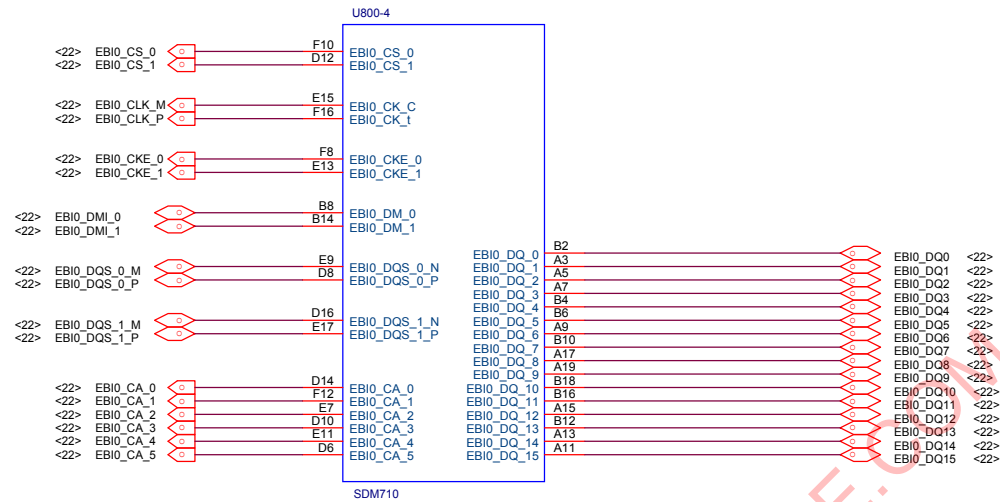 U800-4
<22> EBI0_CS_0 F10 EBI0_CS_0
<22> EBI0_CS_1 D12 EBI0_CS_1
<22> EBI0_CLK_M E15 EBI0_CK_C
<22> EBI0_CLK_P F16 EBI0_CK_t
<22> EBI0_CKE_0 F8 EBI0_CKE_0
<22> EBI0_CKE_1 E13 EBI0_CKE_1
<22> EBI0_DMI_0 B8 EBI0_DM_0
<22> EBI0_DMI_1 B14 EBI0_DM_1
EBI0_DQ_0 B2 EBI0_DQ0 <22>
<22> EBI0_DQS_0_M E9 EBI0_DQS_0_N EBI0_DQ_1 A3 EBI0_DQ1 <22>
<22> EBI0_DQS_0_P D8 EBI0_DQS_0_P EBI0_DQ_2 A5 EBI0_DQ2 <22>
EBI0_DQ_3 A7 EBI0_DQ3 <22>
EBI0_DQ_4 B4 EBI0_DQ4 <22>
<22> EBI0_DQS_1_M D16 EBI0_DQS_1_N EBI0_DQ_5 B6 EBI0_DQ5 <22>
<22> EBI0_DQS_1_P E17 EBI0_DQS_1_P EBI0_DQ_6 A9 EBI0_DQ6 <22>
EBI0_DQ_7 B10 EBI0_DQ7 <22>
EBI0_DQ_8 A17 EBI0_DQ8 <22>
EBI0_DQ_9 A19 EBI0_DQ9 <22>
<22> EBI0_CA_0 D14 EBI0_CA_0 EBI0_DQ_10 B18 EBI0_DQ10 <22>
<22> EBI0_CA_1 F12 EBI0_CA_1 EBI0_DQ_11 B16 EBI0_DQ11 <22>
<22> EBI0_CA_2 E7 EBI0_CA_2 EBI0_DQ_12 A15 EBI0_DQ12 <22>
<22> EBI0_CA_3 D10 EBI0_CA_3 EBI0_DQ_13 B12 EBI0_DQ13 <22>
<22> EBI0_CA_4 E11 EBI0_CA_4 EBI0_DQ_14 A13 EBI0_DQ14 <22>
<22> EBI0_CA_5 D6 EBI0_CA_5 EBI0_DQ_15 A11 EBI0_DQ15 <22>
SDM710
E.COM